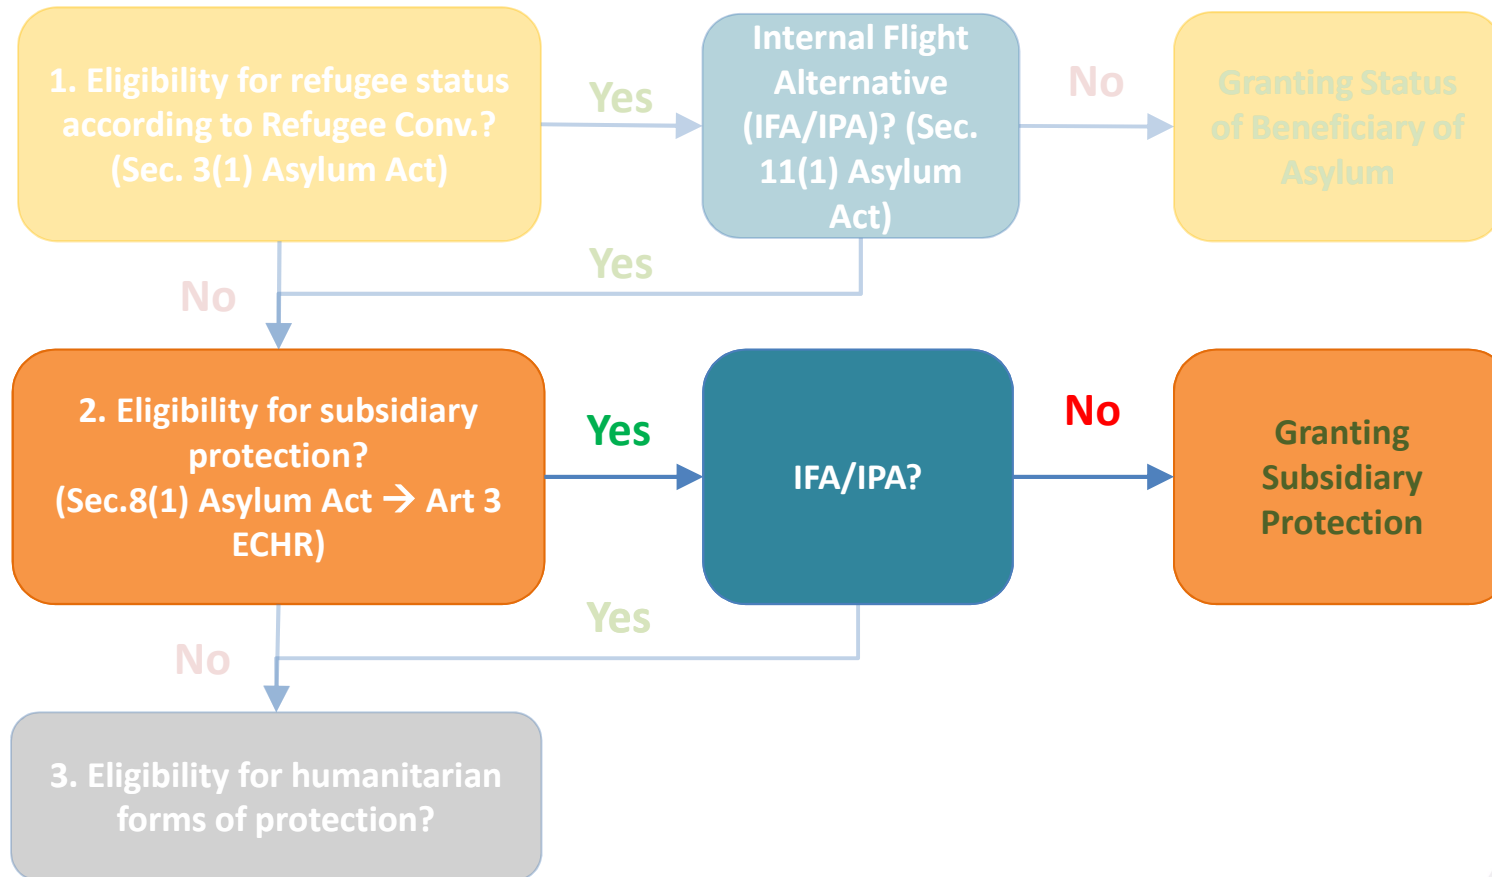 1. Eligibility for refugee status
according to Refugee Conv.?
(Sec. 3(1) Asylum Act)
Yes
Internal Flight
Alternative
(IFA/IPA)? (Sec.
11(1) Asylum
Act)
No
Granting Status
of Beneficiary of
Asylum
No
Yes
2. Eligibility for subsidiary
protection?
(Sec.8(1) Asylum Act → Art 3
ECHR)
Yes
IFA/IPA?
No
Granting
Subsidiary
Protection
No
Yes
3. Eligibility for humanitarian
forms of protection?